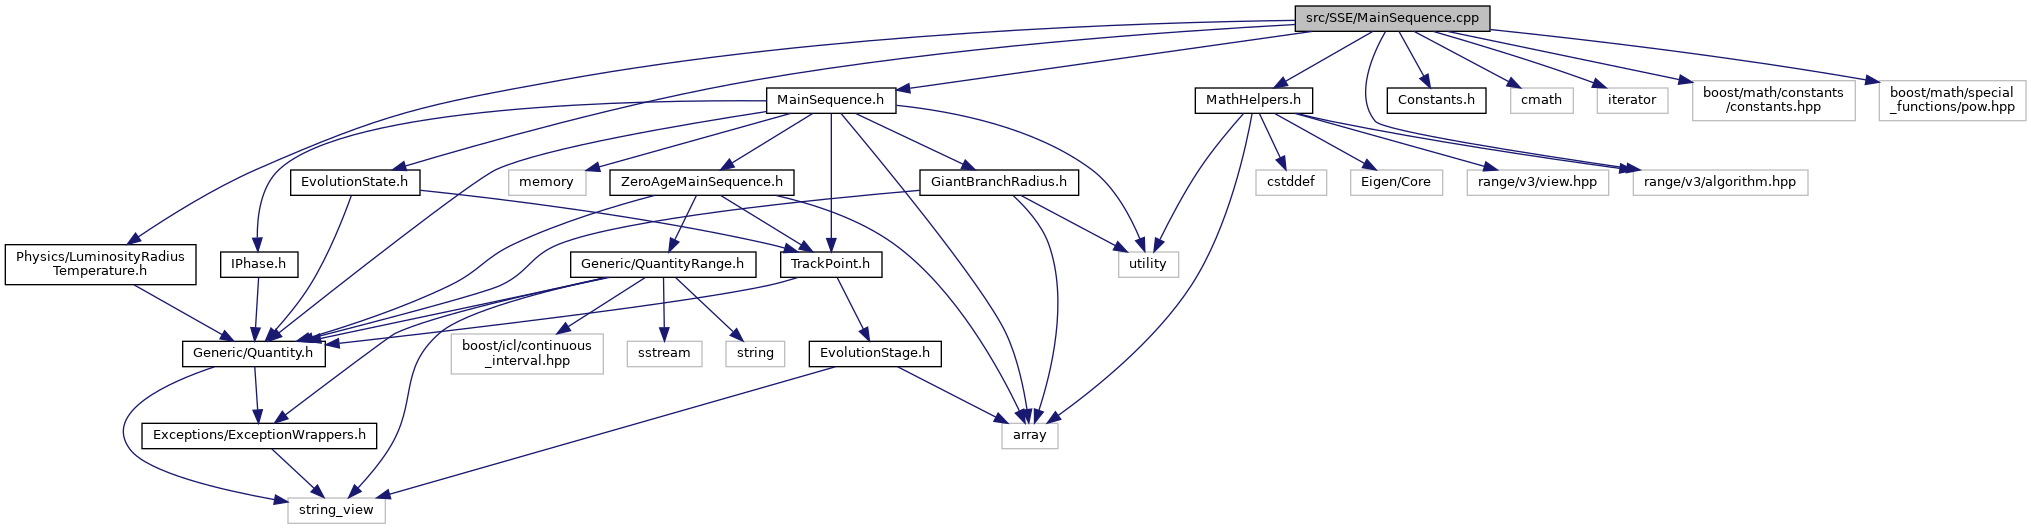 src/SSE/MainSequence.cpp
MainSequence.h
MathHelpers.h
Constants.h
cmath
iterator
boost/math/constants
/constants.hpp
boost/math/special
_functions/pow.hpp
EvolutionState.h
memory
ZeroAgeMainSequence.h
GiantBranchRadius.h
cstddef
Eigen/Core
range/v3/view.hpp
range/v3/algorithm.hpp
Physics/LuminosityRadius
Temperature.h
IPhase.h
Generic/QuantityRange.h
TrackPoint.h
utility
Generic/Quantity.h
boost/icl/continuous
_interval.hpp
sstream
string
EvolutionStage.h
Exceptions/ExceptionWrappers.h
array
string_view